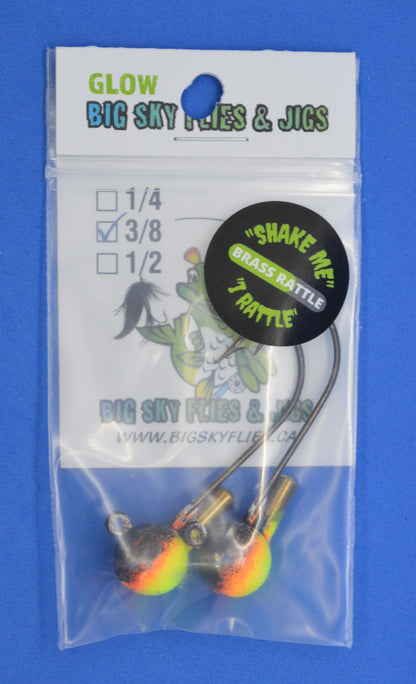 GLOW
BIG SKY FLIES & JIGS
1/4
3/8
1/2
"SHAKE ME"
BRASS RATTLE
"I RATTLE"
BIG SKY FLIES & JIGS
WWW.BIGSKYFLIES.CA